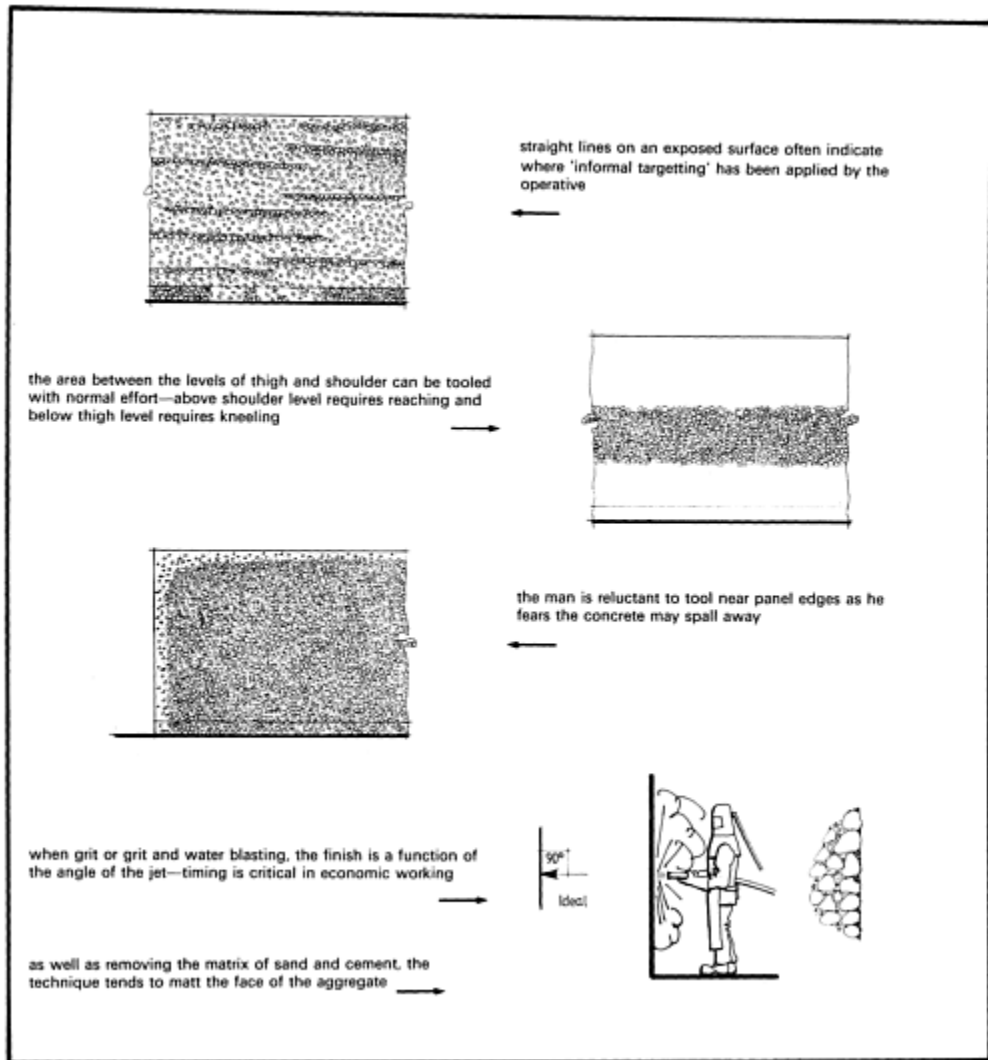 straight lines on an exposed surface often indicate
where 'informal targetting' has been applied by the
operative
the area between the levels of thigh and shoulder can be tooled
with normal effort—above shoulder level requires reaching and
below thigh level requires kneeling
the man is reluctant to tool near panel edges as he
fears the concrete may spall away
when grit or grit and water blasting, the finish is a function of
the angle of the jet—timing is critical in economic working
90°
Ideal
as well as removing the matrix of sand and cement, the
technique tends to matt the face of the aggregate